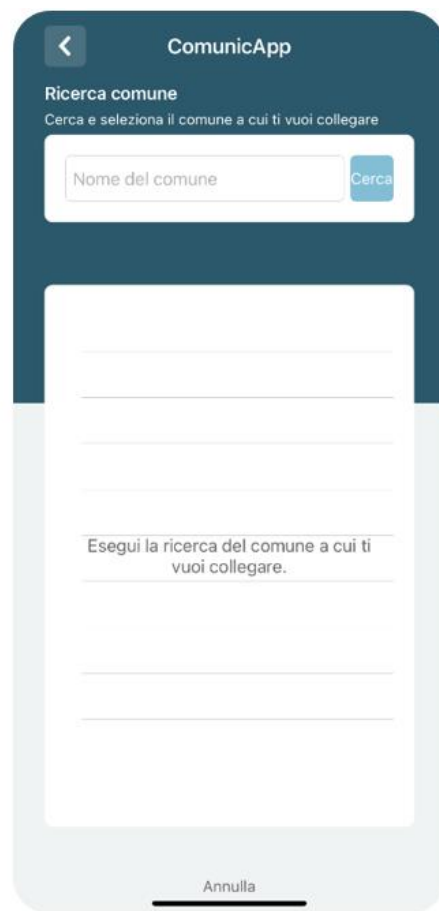 ComunicApp
Ricerca comune
Cerca e seleziona il comune a cui ti vuoi collegare
Nome del comune
Cerca
Esegui la ricerca del comune a cui ti
vuoi collegare.
Annulla